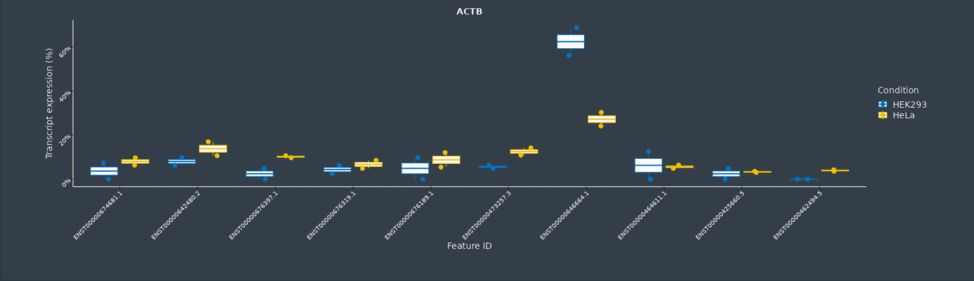 ACTB
Transcript expression (%)
60%
40%
20%
0%
ENST00000674681.1
ENST00000642480.2
ENST00000676397.1
ENST00000676319.1
ENST00000676189.1
ENST00000473257.3
ENST00000646664.1
ENST00000464611.1
ENST00000425660.5
ENST00000462494.5
Feature ID
Condition
HEK293
HeLa